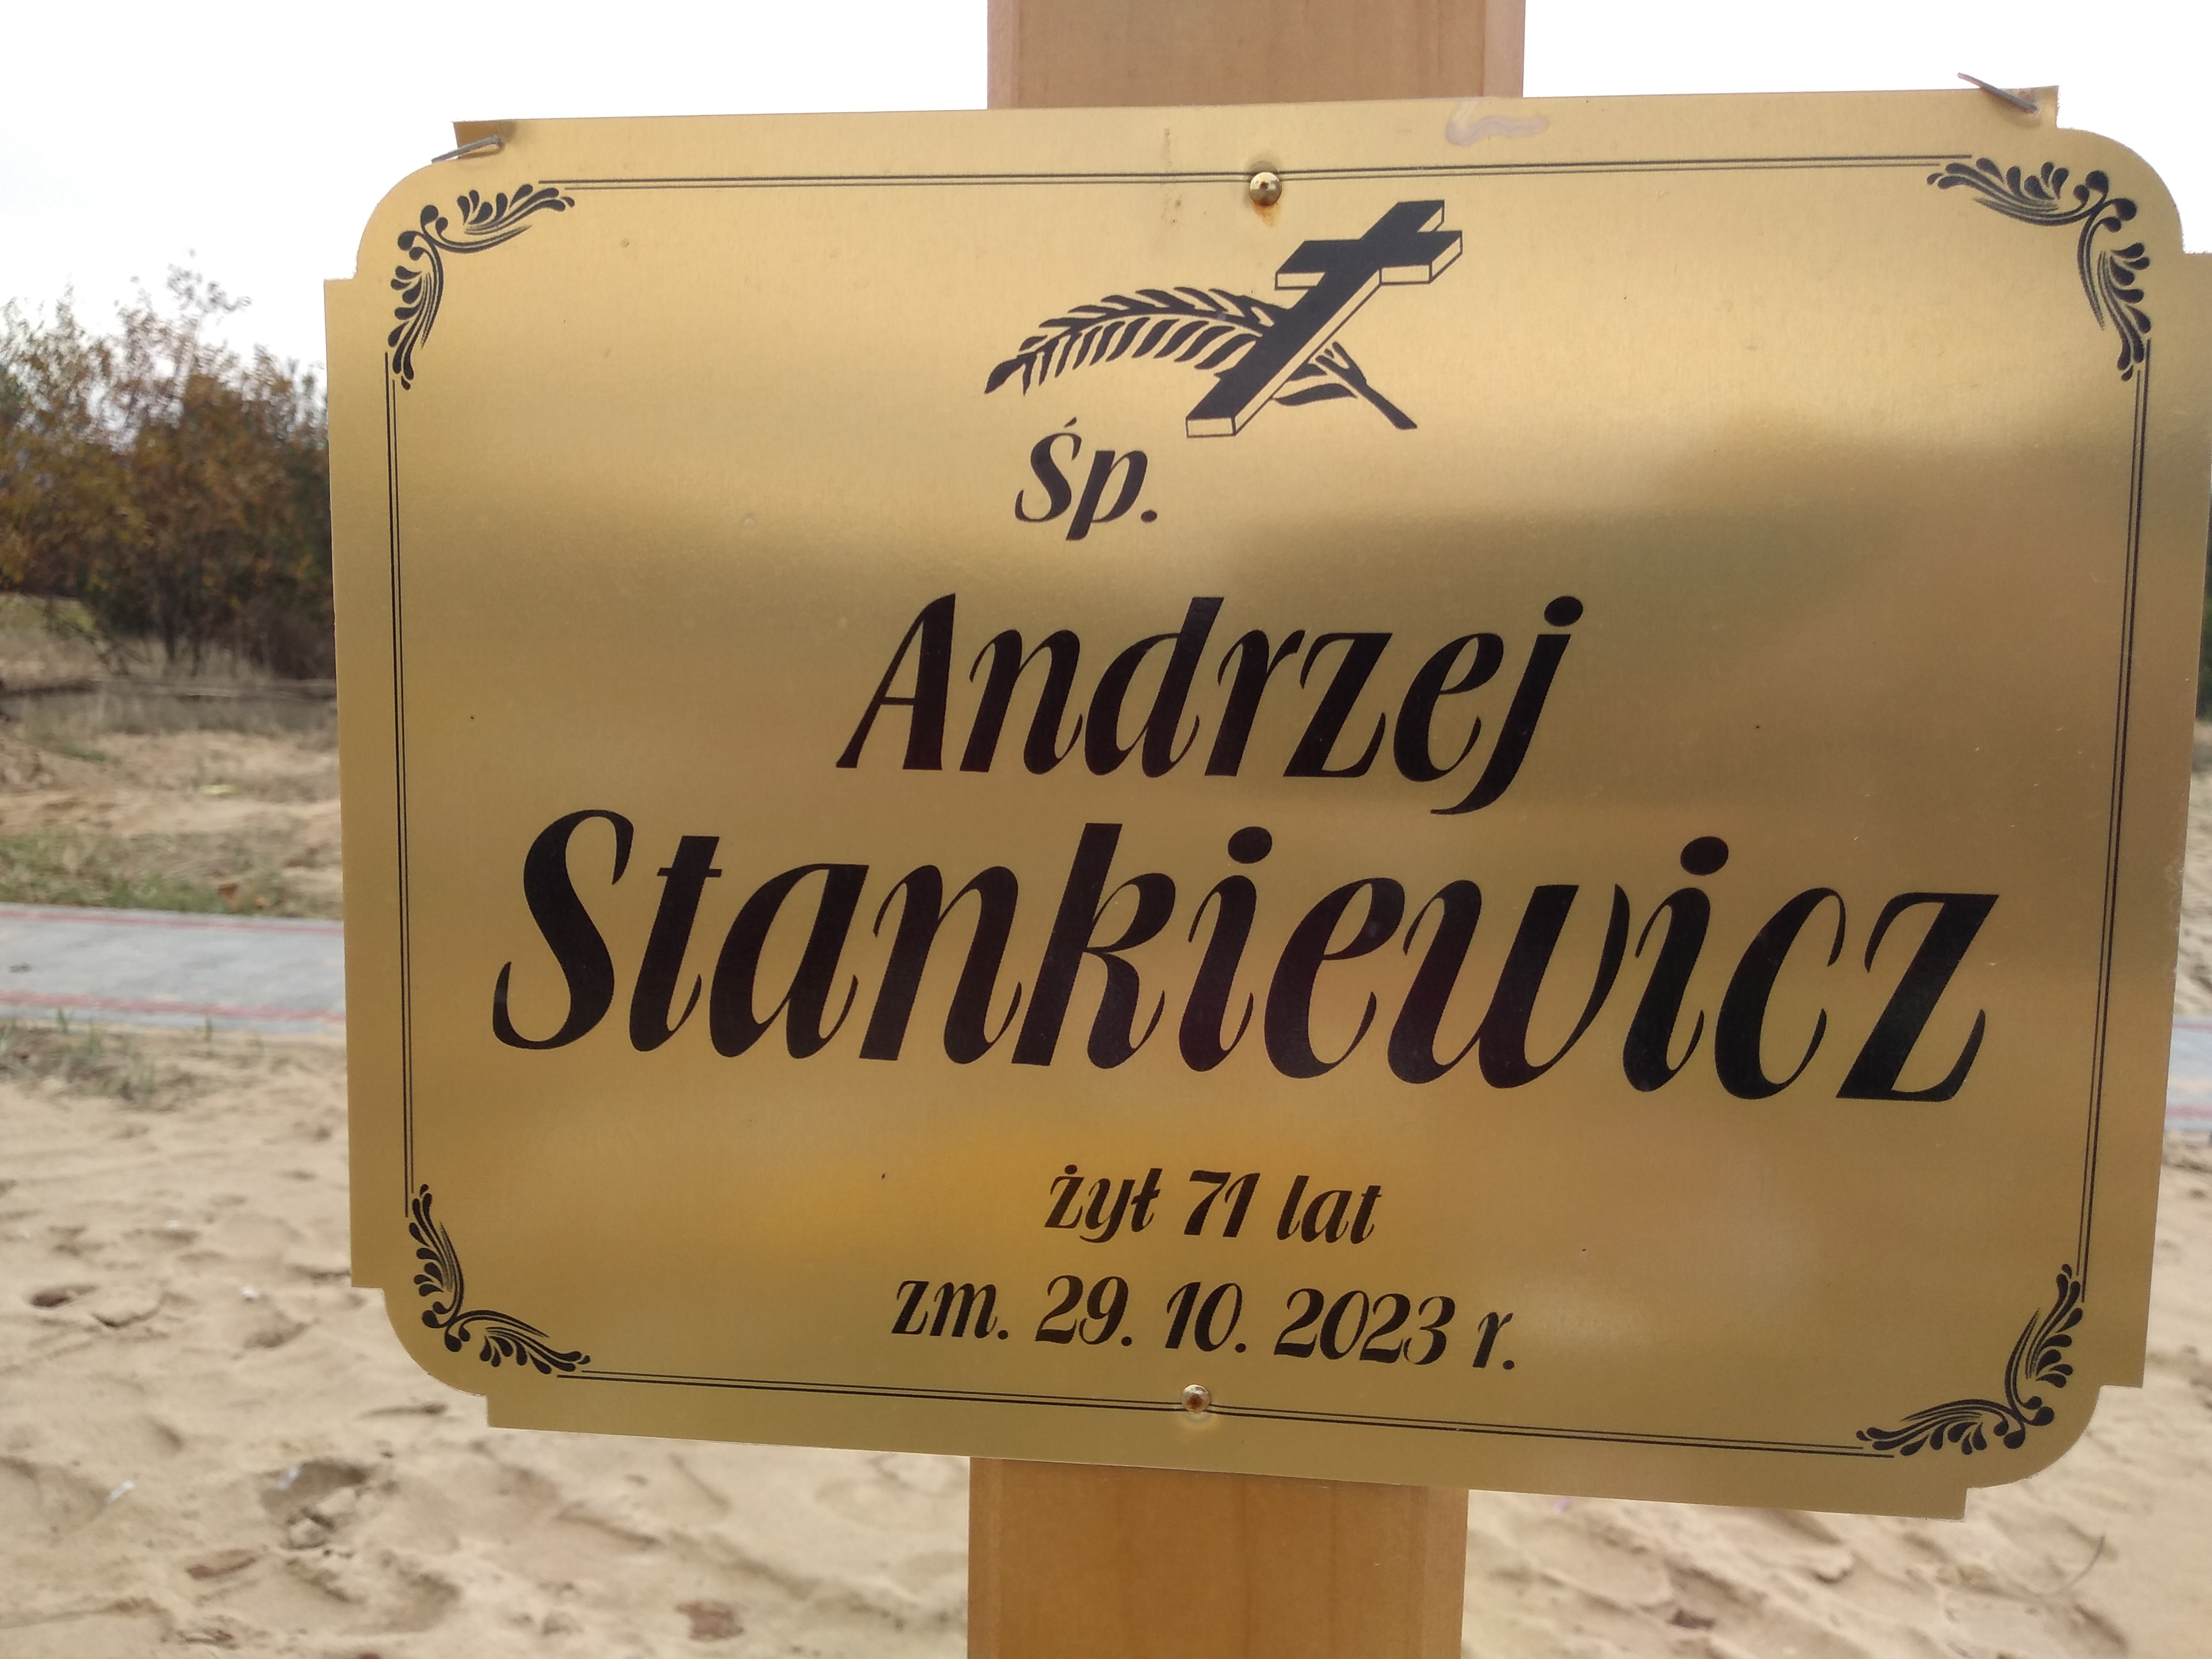 Śp.
Andrzej
Stankiewicz
żył 71 lat
zm. 29. 10. 2023 r.